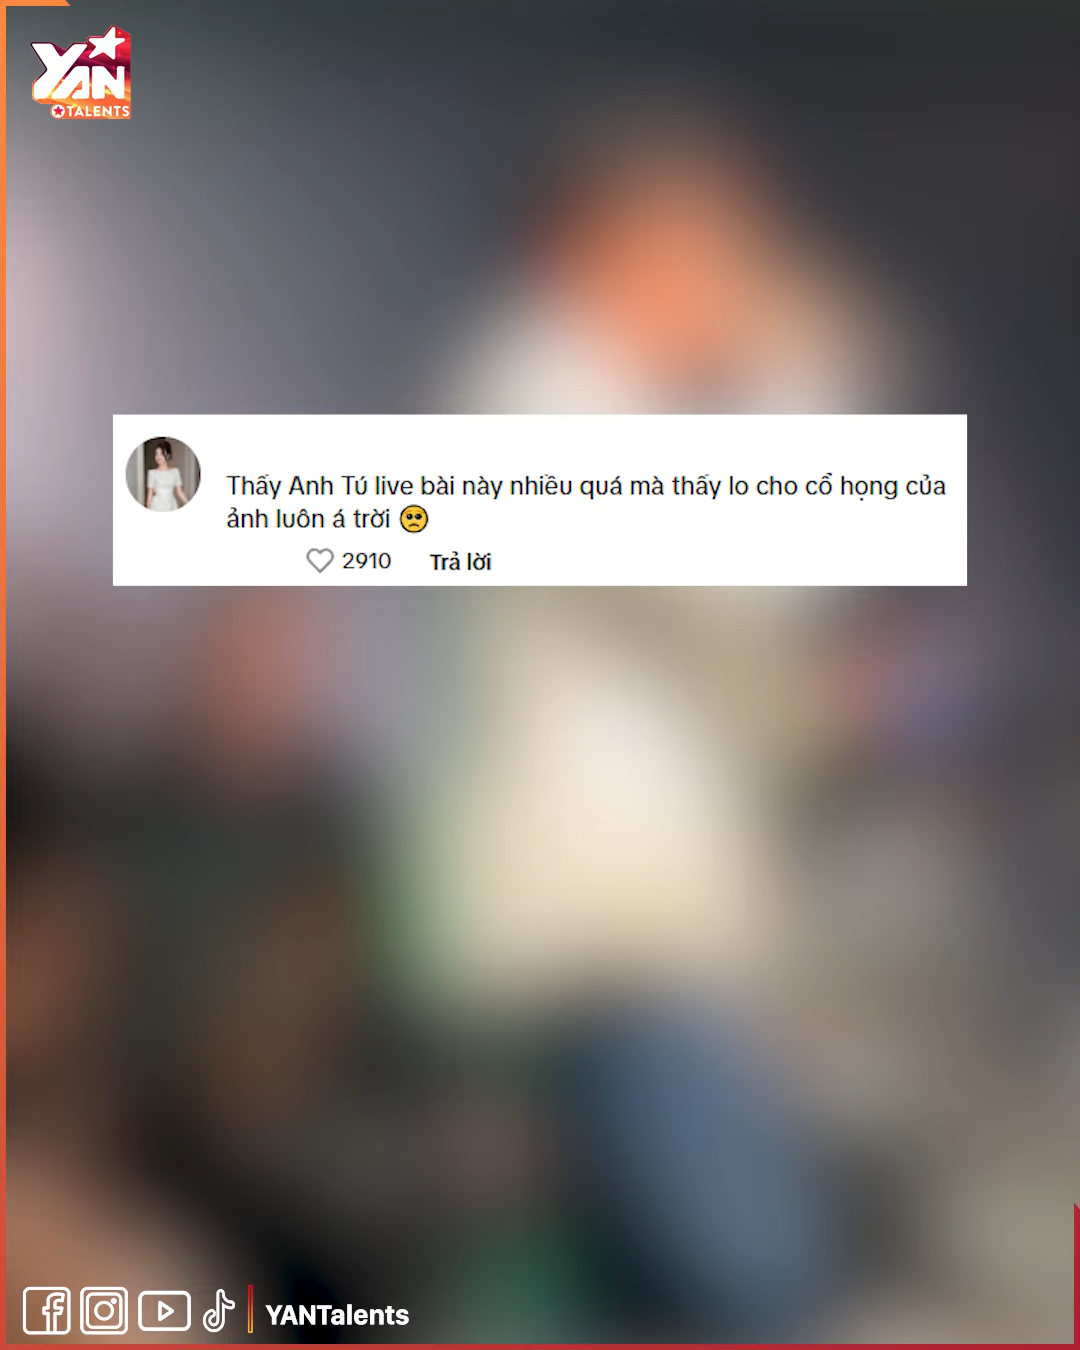 YAN
TALENTS
Thấy Anh Tú live bài này nhiều quá mà thấy lo cho cổ họng của
ảnh luôn á trời 🥺
2910 Trả lời
YANTalents